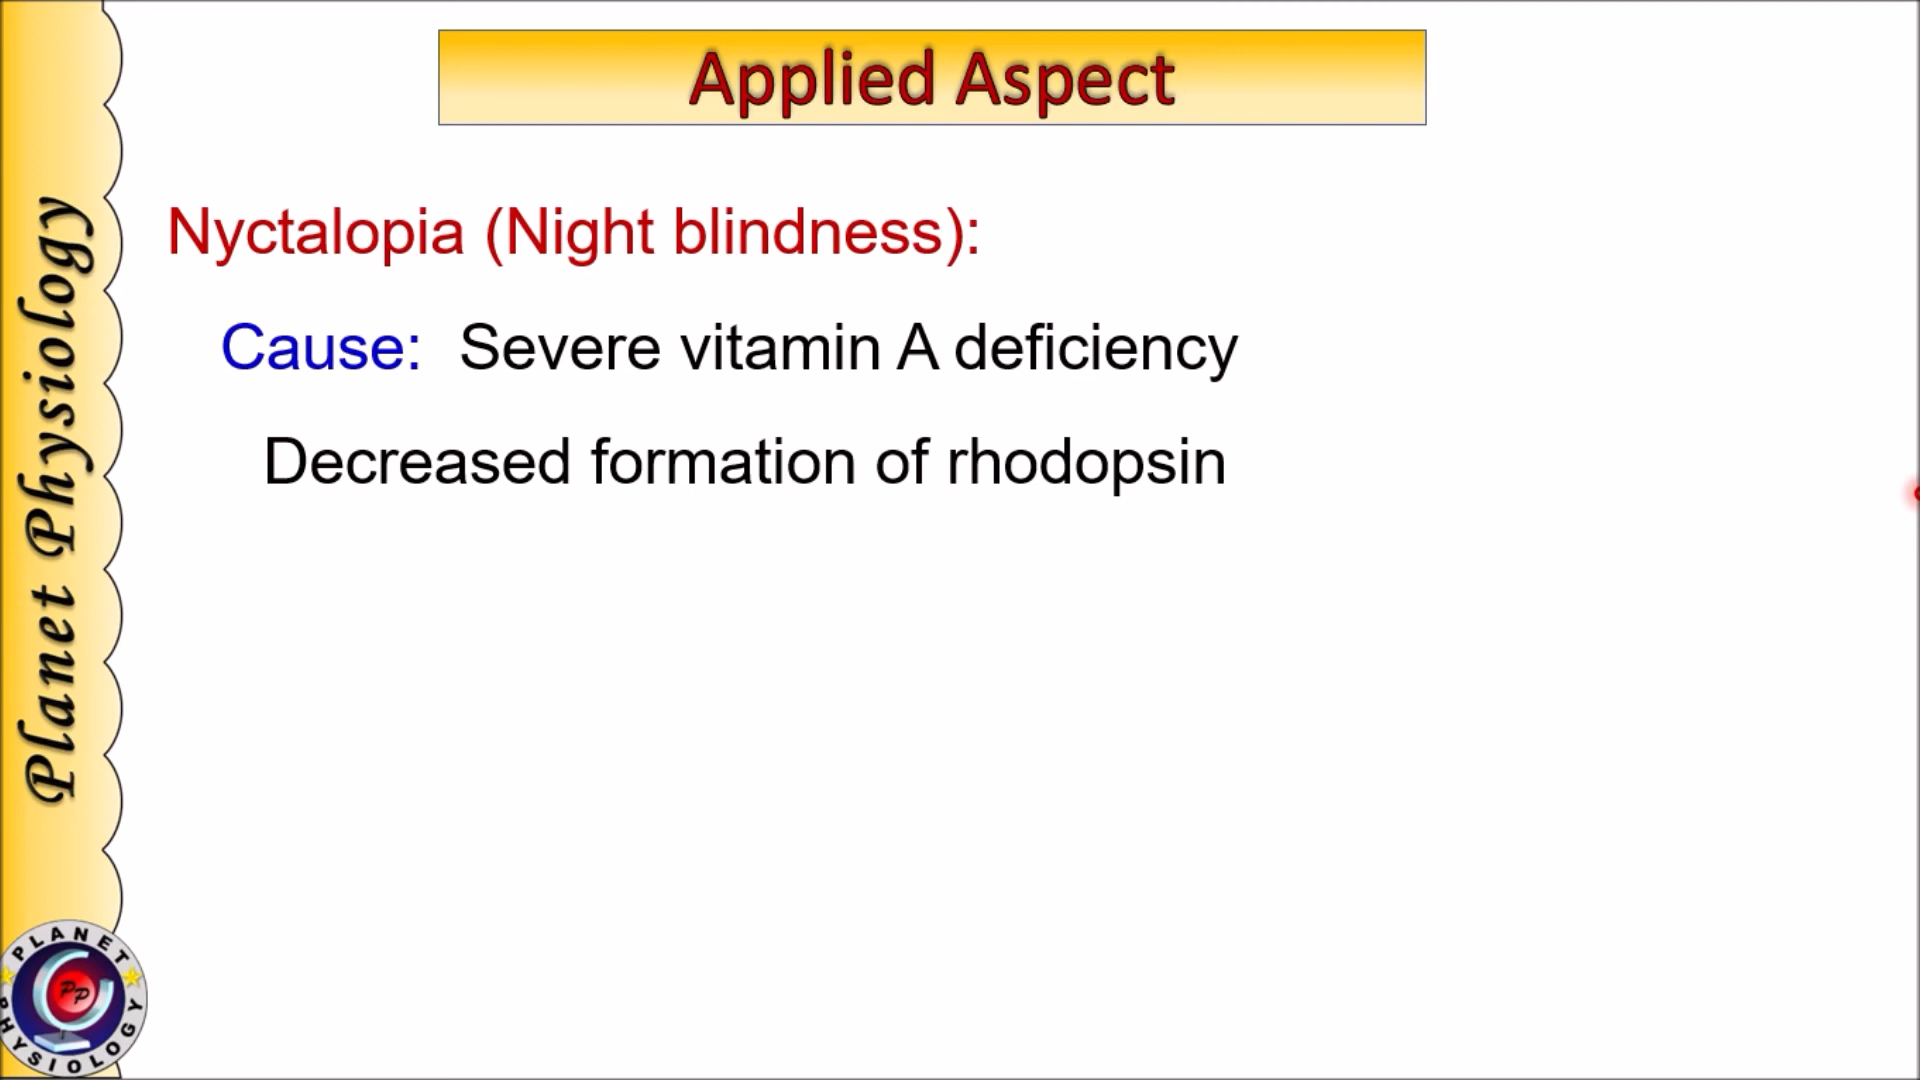 Applied Aspect
Nyctalopia (Night blindness):
Cause: Severe vitamin A deficiency
Decreased formation of rhodopsin
Planet Physiology
PLANET
PP
PHYSIOLOGY